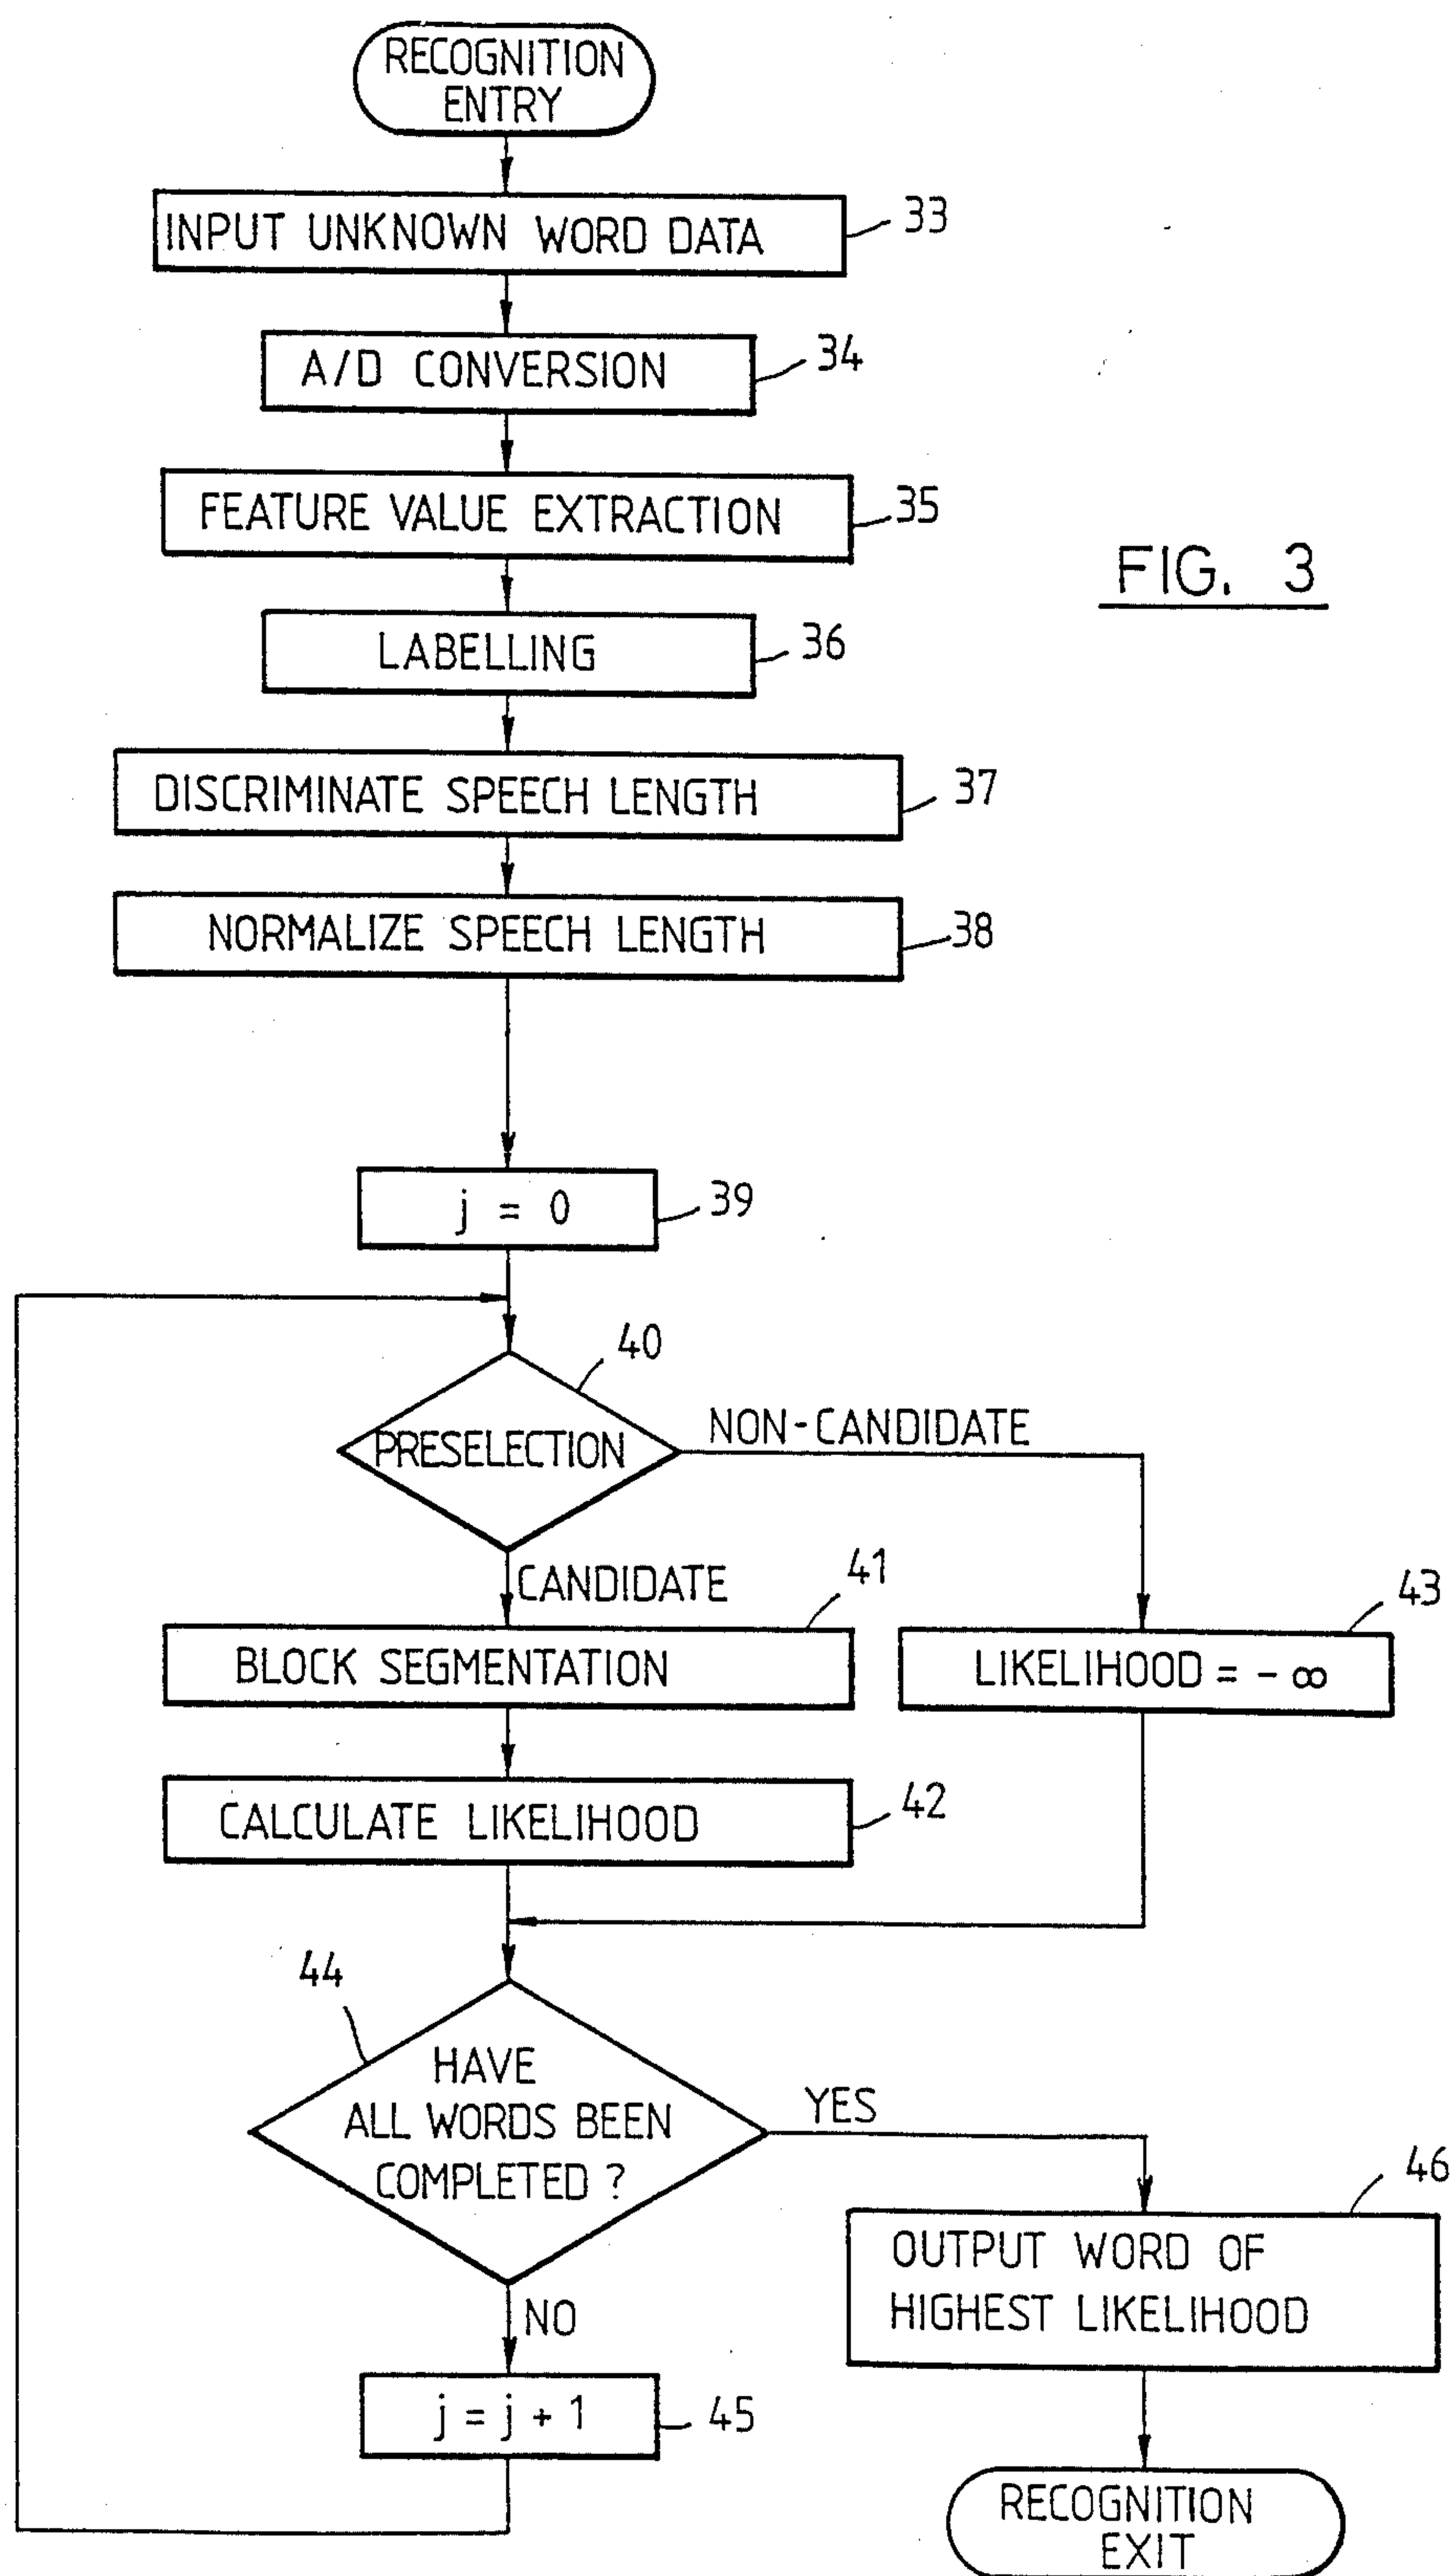 RECOGNITION
ENTRY
INPUT UNKNOWN WORD DATA
33
A/D CONVERSION
34
FEATURE VALUE EXTRACTION
35
FIG. 3
LABELLING
36
DISCRIMINATE SPEECH LENGTH
37
NORMALIZE SPEECH LENGTH
38
j = 0
39
40
PRESELECTION
NON-CANDIDATE
CANDIDATE
41
BLOCK SEGMENTATION
43
LIKELIHOOD = - ∞
CALCULATE LIKELIHOOD
42
44
HAVE
ALL WORDS BEEN
COMPLETED ?
YES
NO
46
OUTPUT WORD OF
HIGHEST LIKELIHOOD
j = j + 1
45
RECOGNITION
EXIT